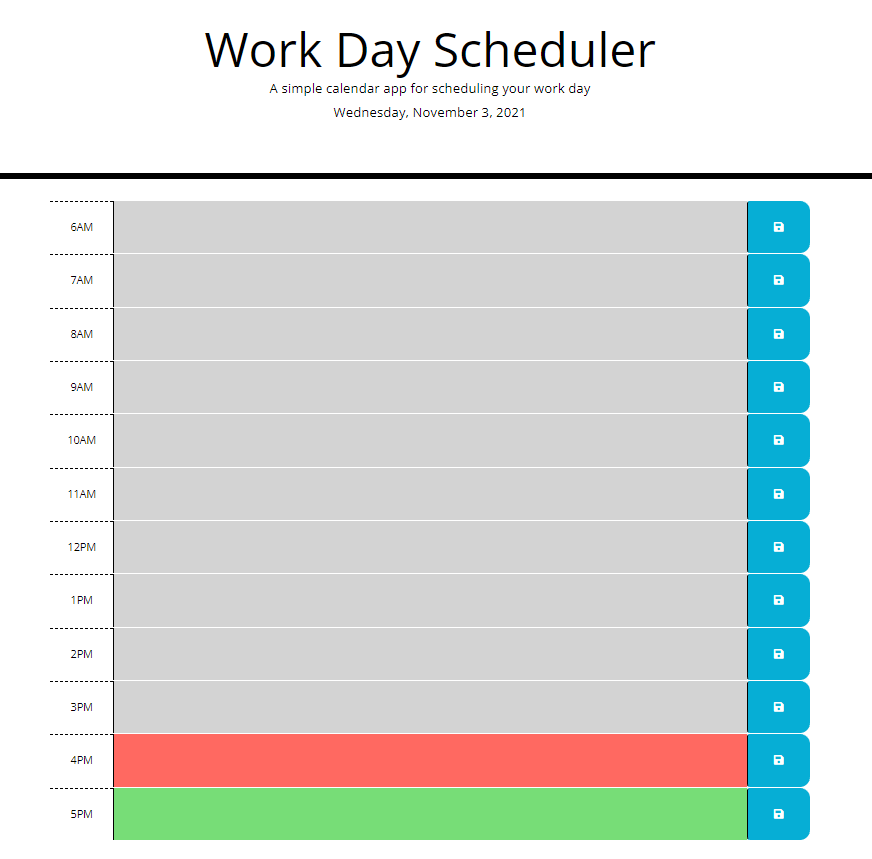 Work Day Scheduler
A simple calendar app for scheduling your work day
Wednesday, November 3, 2021
6AM
7AM
8AM
9AM
10AM
11AM
12PM
1PM
2PM
3PM
4PM
5PM